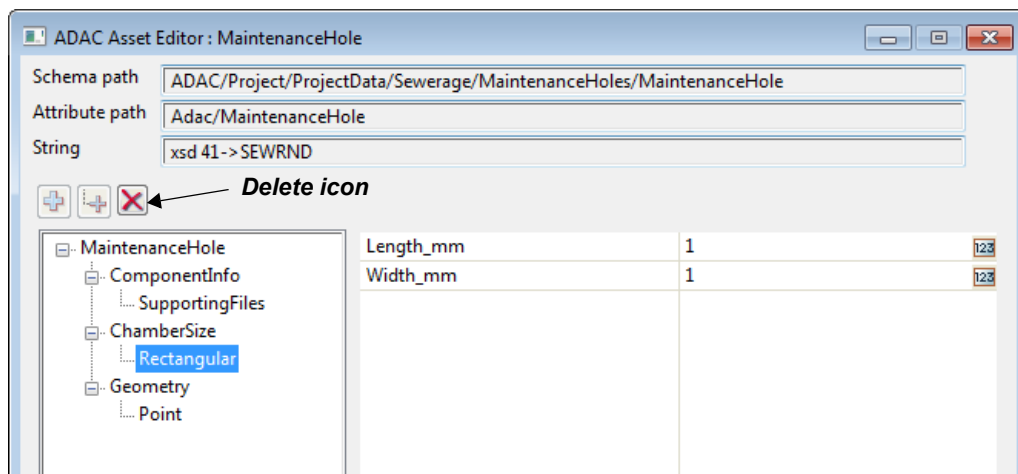 ADAC Asset Editor : MaintenanceHole
Schema path ADAC/Project/ProjectData/Sewerage/MaintenanceHoles/MaintenanceHole
Attribute path Adac/MaintenanceHole
String xsd 41->SEWRND
Delete icon
MaintenanceHole
ComponentInfo
SupportingFiles
ChamberSize
Rectangular
Geometry
Point
Length_mm 1 123
Width_mm 1 123